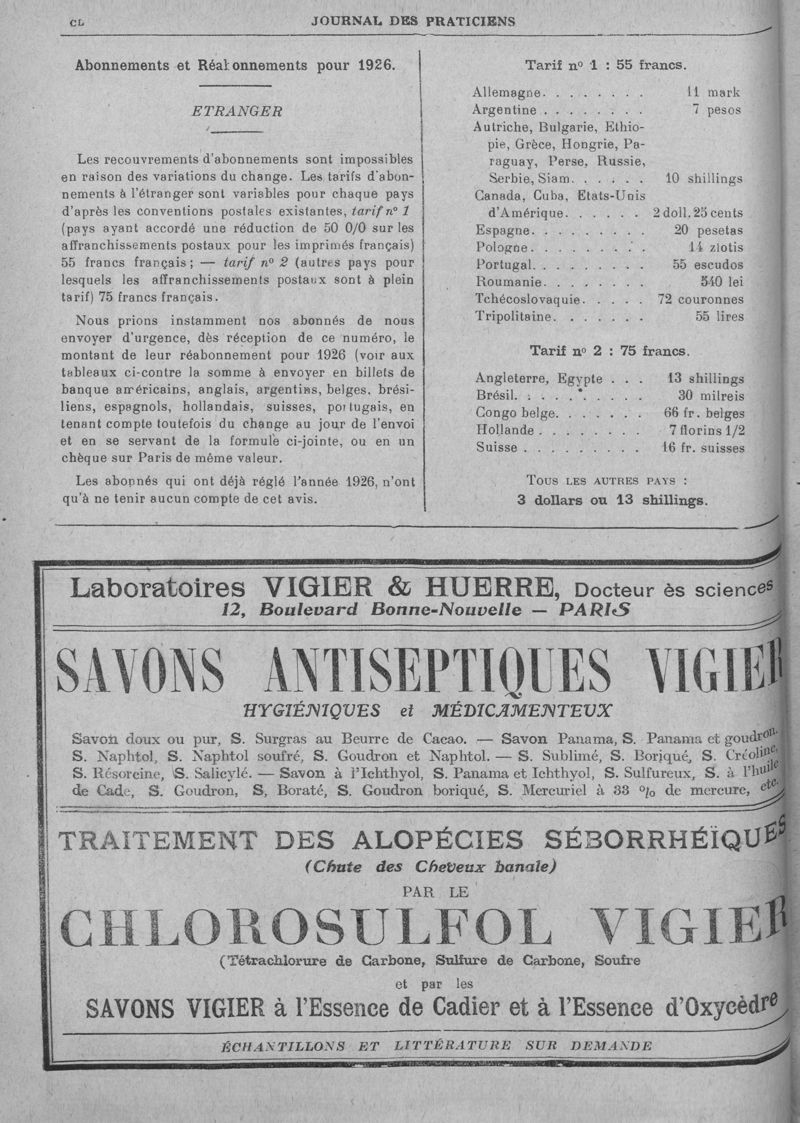 CL
JOURNAL DES PRATICIENS
Abonnements et Réabonnements pour 1926.
ETRANGER
Les recouvrements d'abonnements sont impossibles
en raison des variations du change. Les tarifs d'abon-
nements à l'étranger sont variables pour chaque pays
d'après les conventions postales existantes, tarif n° 1
(pays ayant accordé une réduction de 50 0/0 sur les
affranchissements postaux pour les imprimés français)
55 francs français ; — tarif n° 2 (autres pays pour
lesquels les affranchissements postaux sont à plein
tarif) 75 francs français.
Nous prions instamment nos abonnés de nous
envoyer d'urgence, dès réception de ce numéro, le
montant de leur réabonnement pour 1926 (voir aux
tableaux ci-contre la somme à envoyer en billets de
banque américains, anglais, argentins, belges, brési-
liens, espagnols, hollandais, suisses, portugais, en
tenant compte toutefois du change au jour de l'envoi
et en se servant de la formule ci-jointe, ou en un
chèque sur Paris de même valeur.
Les abonnés qui ont déjà réglé l'année 1926, n'ont
qu'à ne tenir aucun compte de cet avis.
Tarif n° 1 : 55 francs.
Allemagne. . . . . . . . 11 mark
Argentine . . . . . . . . 7 pesos
Autriche, Bulgarie, Ethio-
pie, Grèce, Hongrie, Pa-
raguay, Perse, Russie,
Serbie, Siam. . . . . . 10 shillings
Canada, Cuba, Etats-Unis
d'Amérique. . . . . . 2 doll. 25 cents
Espagne. . . . . . . . . 20 pesetas
Pologne. . . . . . . . . 14 zlotis
Portugal. . . . . . . . . 55 escudos
Roumanie. . . . . . . . 540 lei
Tchécoslovaquie. . . . . 72 couronnes
Tripolitaine. . . . . . . 55 lires
Tarif n° 2 : 75 francs.
Angleterre, Egypte . . . 13 shillings
Brésil. . . . . . . . . . 30 milreis
Congo belge. . . . . . . 66 fr. belges
Hollande . . . . . . . . 7 florins 1/2
Suisse . . . . . . . . . 16 fr. suisses
TOUS LES AUTRES PAYS :
3 dollars ou 13 shillings.
Laboratoires VIGIER & HUERRE, Docteur ès sciences
12, Boulevard Bonne-Nouvelle — PARIS
SAVONS ANTISEPTIQUES VIGIER
HYGIÉNIQUES et MÉDICAMENTEUX
Savon doux ou pur, S. Surgras au Beurre de Cacao. — Savon Panama, S. Panama et goudron.
S. Naphtol, S. Naphtol soufré, S. Goudron et Naphtol. — S. Sublimé, S. Boriqué, S. Créoline,
S. Résorcine, S. Salicylé. — Savon à l'Ichthyol, S. Panama et Ichthyol, S. Sulfureux, S. à l'huile
de Cade, S. Goudron, S, Boraté, S. Goudron boriqué, S. Mercuriel à 33 % de mercure, etc.
TRAITEMENT DES ALOPÉCIES SÉBORRHÉÏQUES
(Chute des Cheveux banale)
PAR LE
CHLOROSULFOL VIGIER
(Tétrachlorure de Carbone, Sulfure de Carbone, Soufre
et par les
SAVONS VIGIER à l'Essence de Cadier et à l'Essence d'Oxycèdre
ÉCHANTILLONS ET LITTÉRATURE SUR DEMANDE